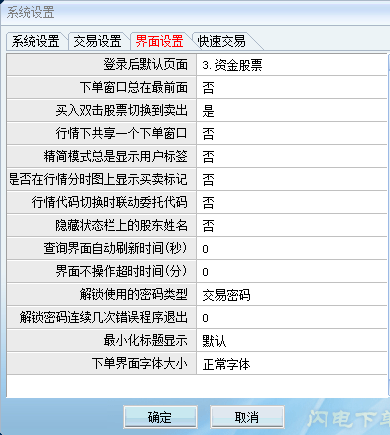 系统设置
系统设置 交易设置 界面设置 快速交易
登录后默认页面 3. 资金股票
下单窗口总在最前面 否
买入双击股票切换到卖出 是
行情下共享一个下单窗口 否
精简模式总是显示用户标签 否
是否在行情分时图上显示买卖标记 否
行情代码切换时联动委托代码 否
隐藏状态栏上的股东姓名 否
查询界面自动刷新时间(秒) 0
界面不操作超时时间(分) 0
解锁使用的密码类型 交易密码
解锁密码连续几次错误程序退出 0
最小化标题显示 默认
下单界面字体大小 正常字体
确定 取消
闪电下单